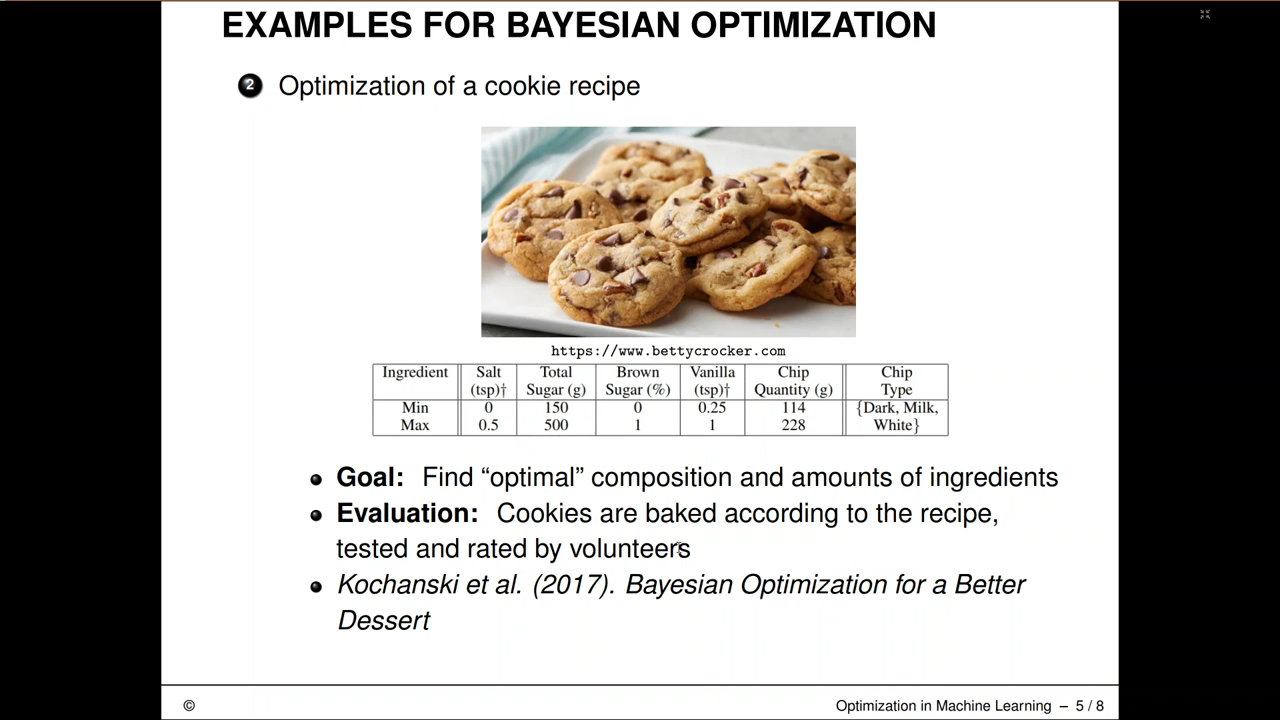 EXAMPLES FOR BAYESIAN OPTIMIZATION
2 Optimization of a cookie recipe
https://www.bettycrocker.com
Ingredient Salt Total Brown Vanilla Chip Chip
(tsp)† Sugar (g) Sugar (%) (tsp)† Quantity (g) Type
Min 0 150 0 0.25 114 {Dark, Milk,
Max 0.5 500 1 1 228 White}
Goal: Find “optimal” composition and amounts of ingredients
Evaluation: Cookies are baked according to the recipe,
tested and rated by volunteers
Kochanski et al. (2017). Bayesian Optimization for a Better
Dessert
© Optimization in Machine Learning – 5 / 8